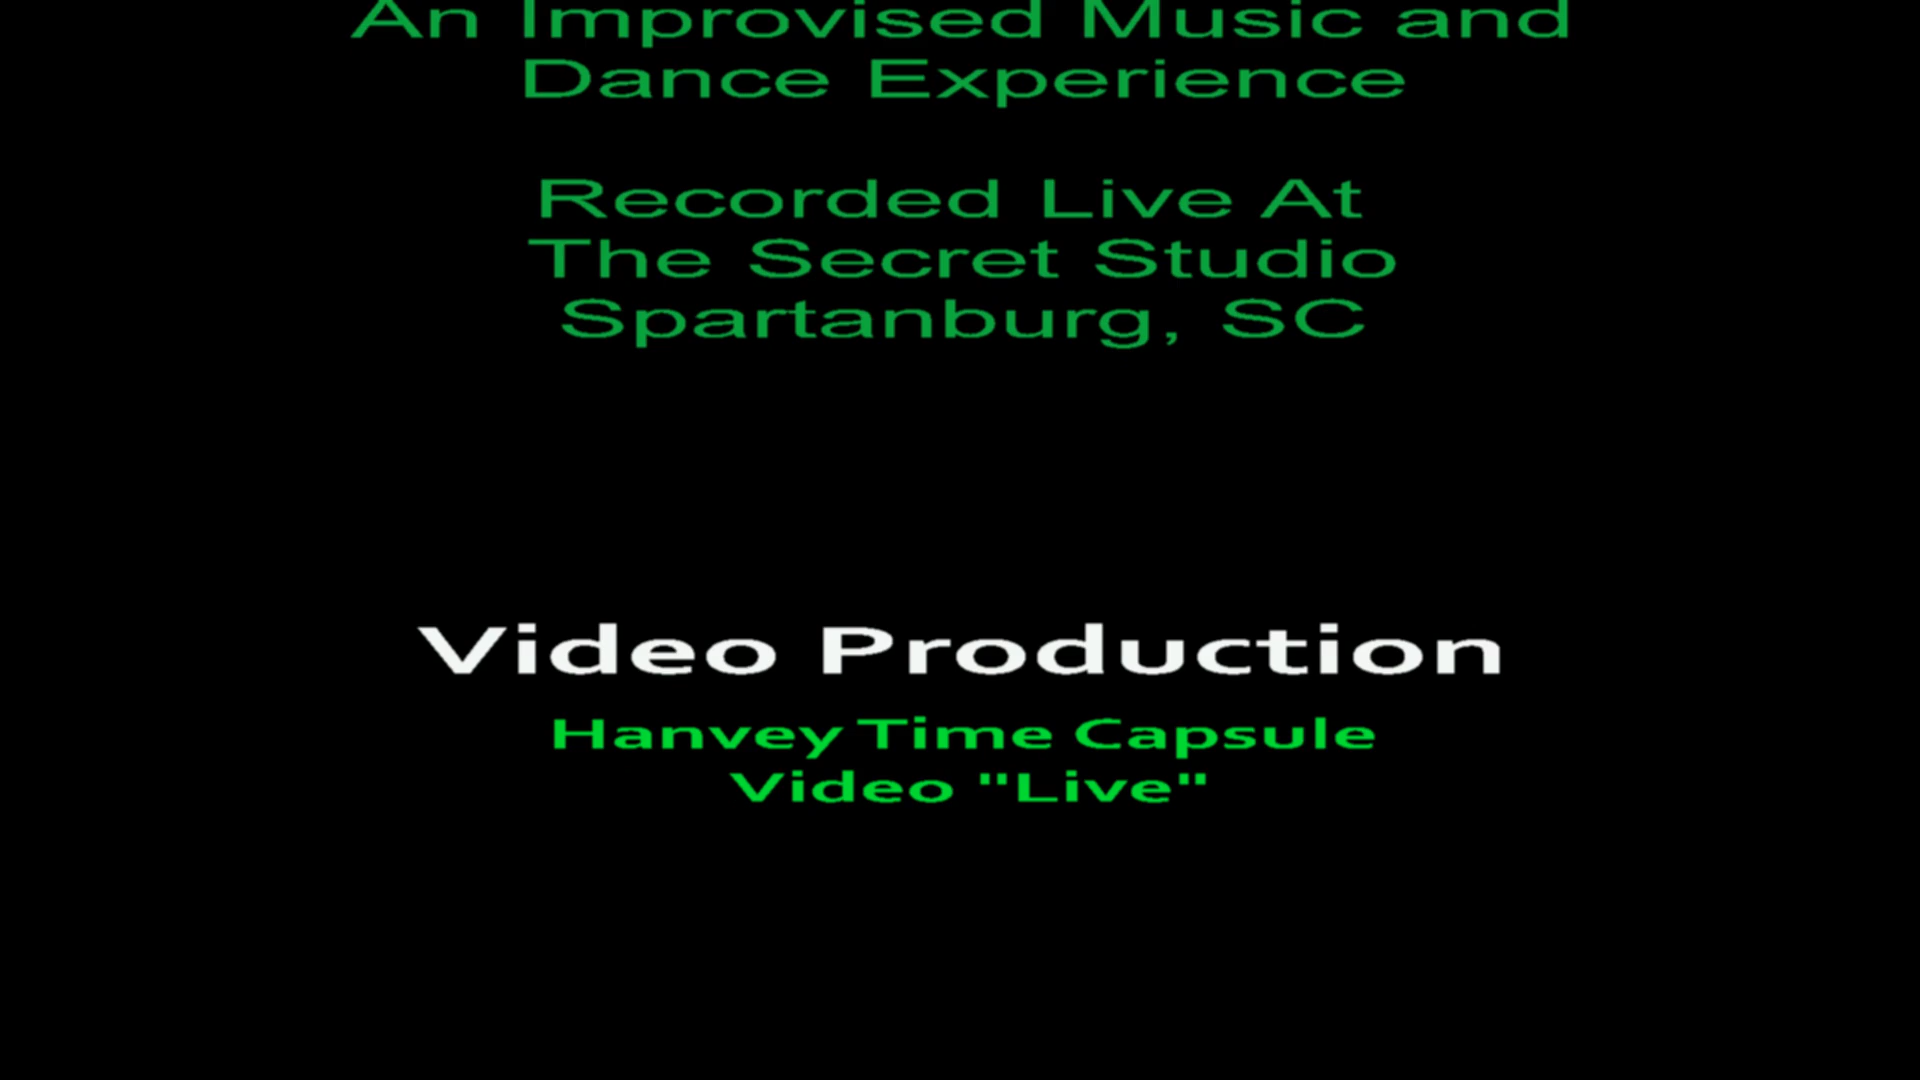 An Improvised Music and
Dance Experience
Recorded Live At
The Secret Studio
Spartanburg, SC
Video Production
Hanvey Time Capsule
Video "Live"